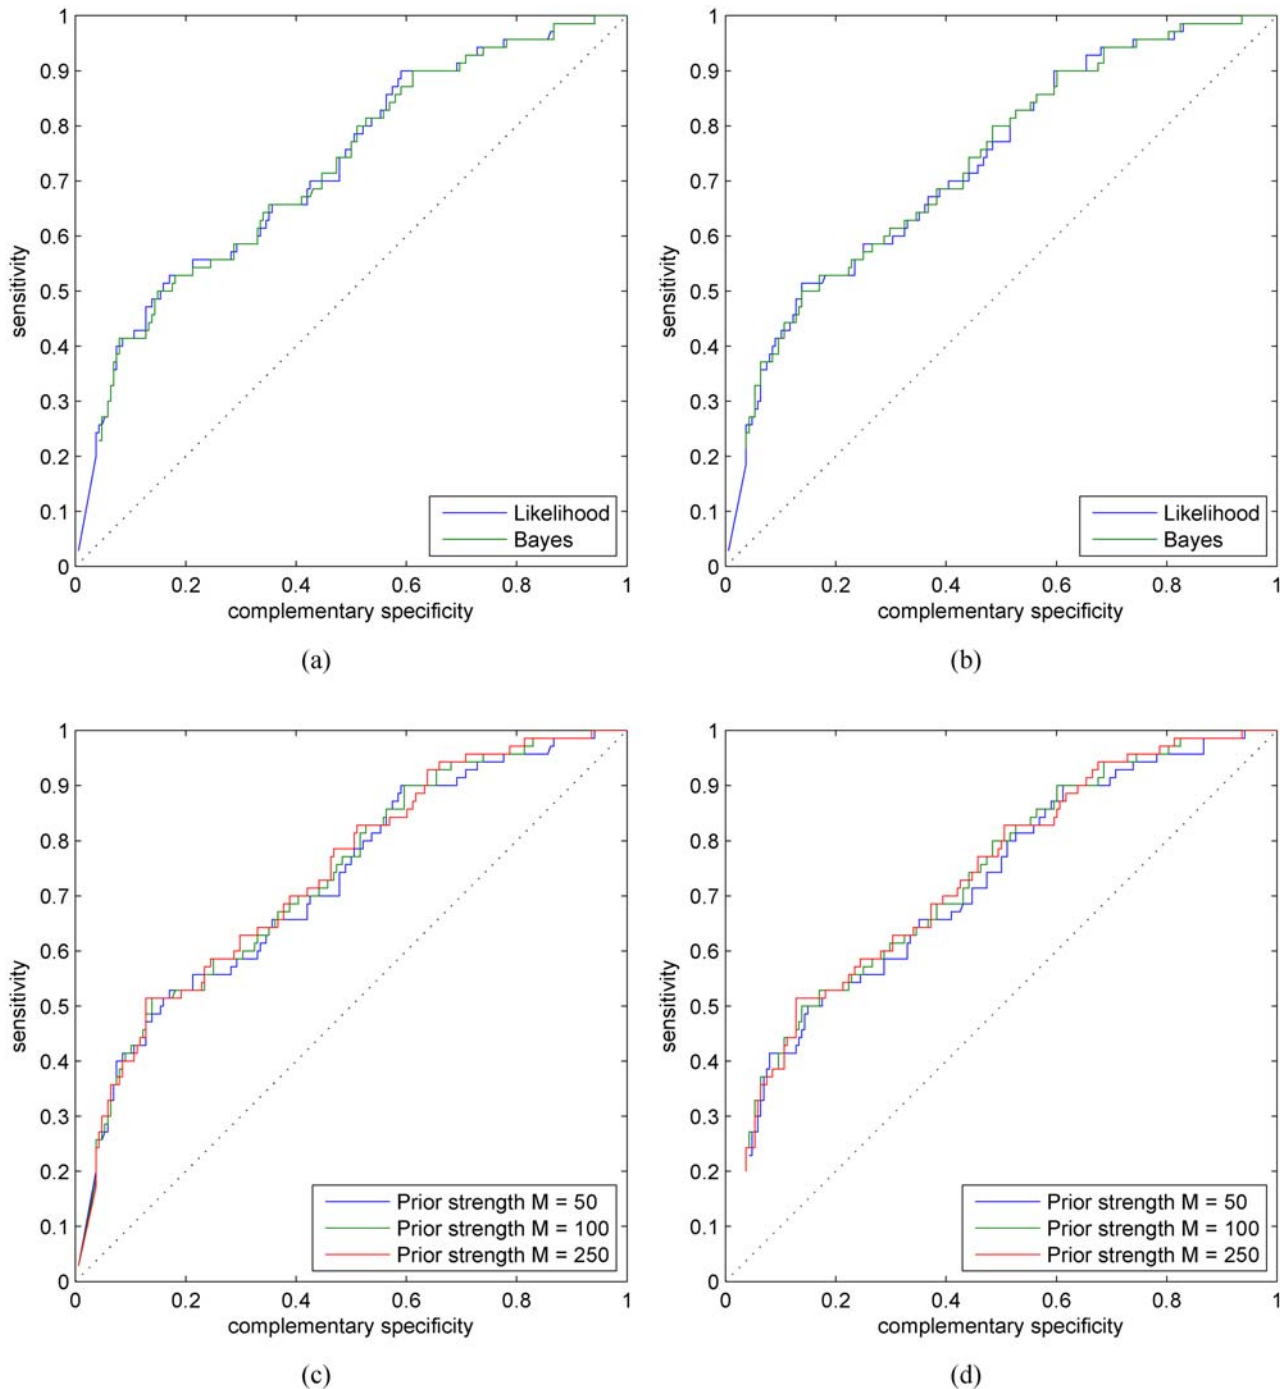 1
0.9
0.8
0.7
0.6
0.5
0.4
0.3
0.2
0.1
0
sensitivity
Likelihood
Bayes
0 0.2 0.4 0.6 0.8 1
complementary specificity
(a)
1
0.9
0.8
0.7
0.6
0.5
0.4
0.3
0.2
0.1
0
sensitivity
Likelihood
Bayes
0 0.2 0.4 0.6 0.8 1
complementary specificity
(b)
1
0.9
0.8
0.7
0.6
0.5
0.4
0.3
0.2
0.1
0
sensitivity
Prior strength M = 50
Prior strength M = 100
Prior strength M = 250
0 0.2 0.4 0.6 0.8 1
complementary specificity
(c)
1
0.9
0.8
0.7
0.6
0.5
0.4
0.3
0.2
0.1
0
sensitivity
Prior strength M = 50
Prior strength M = 100
Prior strength M = 250
0 0.2 0.4 0.6 0.8 1
complementary specificity
(d)